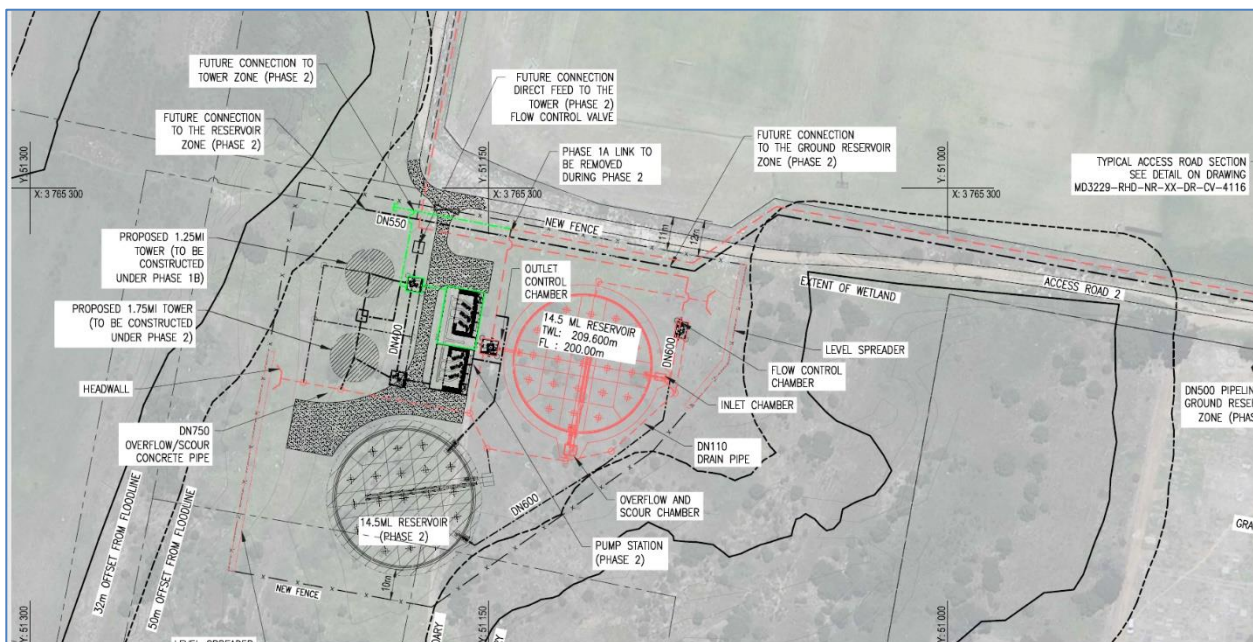 FUTURE CONNECTION TO
TOWER ZONE (PHASE 2)
FUTURE CONNECTION
DIRECT FEED TO THE
TOWER (PHASE 2)
FLOW CONTROL VALVE
FUTURE CONNECTION
TO THE RESERVOIR
ZONE (PHASE 2)
PHASE 1A LINK TO
BE REMOVED
DURING PHASE 2
FUTURE CONNECTION
TO THE GROUND RESERVOIR
ZONE (PHASE 2)
TYPICAL ACCESS ROAD SECTION
SEE DETAIL ON DRAWING
MD3229-RHD-NR-XX-DR-CV-4116
Y: 51 300
X: 3 765 300
Y: 51 150
X: 3 765 300
Y: 51 000
X: 3 765 300
DN550
NEW FENCE
12m
PROPOSED 1.25Ml
TOWER (TO BE
CONSTRUCTED
UNDER PHASE 1B)
OUTLET
CONTROL
CHAMBER
EXTENT OF WETLAND
ACCESS ROAD 2
PROPOSED 1.75Ml TOWER
(TO BE CONSTRUCTED
UNDER PHASE 2)
DN400
14.5 ML RESERVOIR
TWL: 209.600m
FL : 200.00m
DN600
LEVEL SPREADER
FLOW CONTROL
CHAMBER
HEADWALL
INLET CHAMBER
DN500 PIPELIN
GROUND RESER
ZONE (PHAS
DN750
OVERFLOW/SCOUR
CONCRETE PIPE
DN110
DRAIN PIPE
DN600
OVERFLOW AND
SCOUR CHAMBER
14.5ML RESERVOIR
(PHASE 2)
PUMP STATION
(PHASE 2)
32m OFFSET FROM FLOODLINE
50m OFFSET FROM FLOODLINE
NEW FENCE
10m
GRA
Y: 51 300
Y: 51 150
Y: 51 000
LEVEL SPREADER
DARY